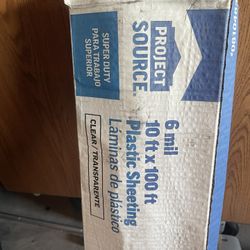 PROJECT
SOURCE
SUPER DUTY
PARA TRABAJO
SUPERIOR
6 mil
10 ft x 100 ft
Plastic Sheeting
Láminas de plástico
CLEAR / TRANSPARENTE